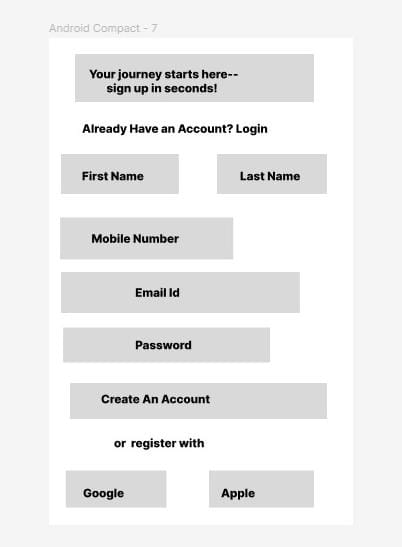 Android Compact - 7
Your journey starts here--
sign up in seconds!
Already Have an Account? Login
First Name Last Name
Mobile Number
Email Id
Password
Create An Account
or register with
Google Apple